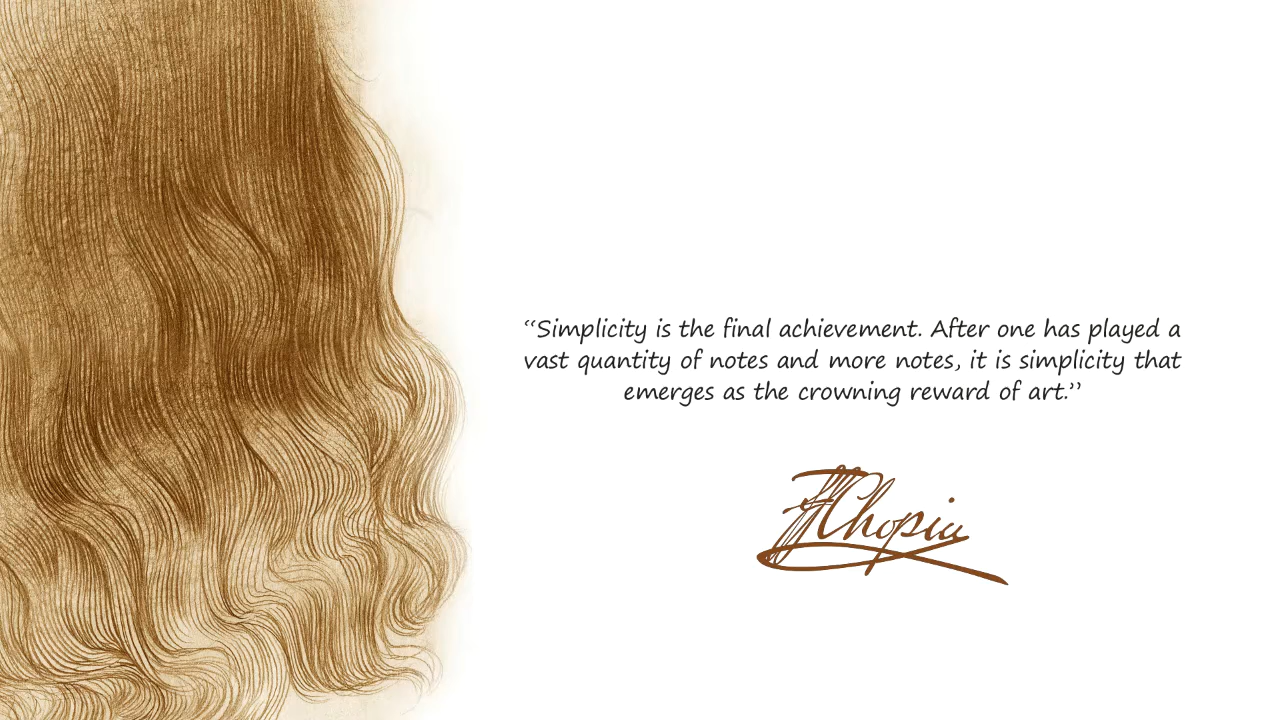 “Simplicity is the final achievement. After one has played a
vast quantity of notes and more notes, it is simplicity that
emerges as the crowning reward of art.”
FFChopin